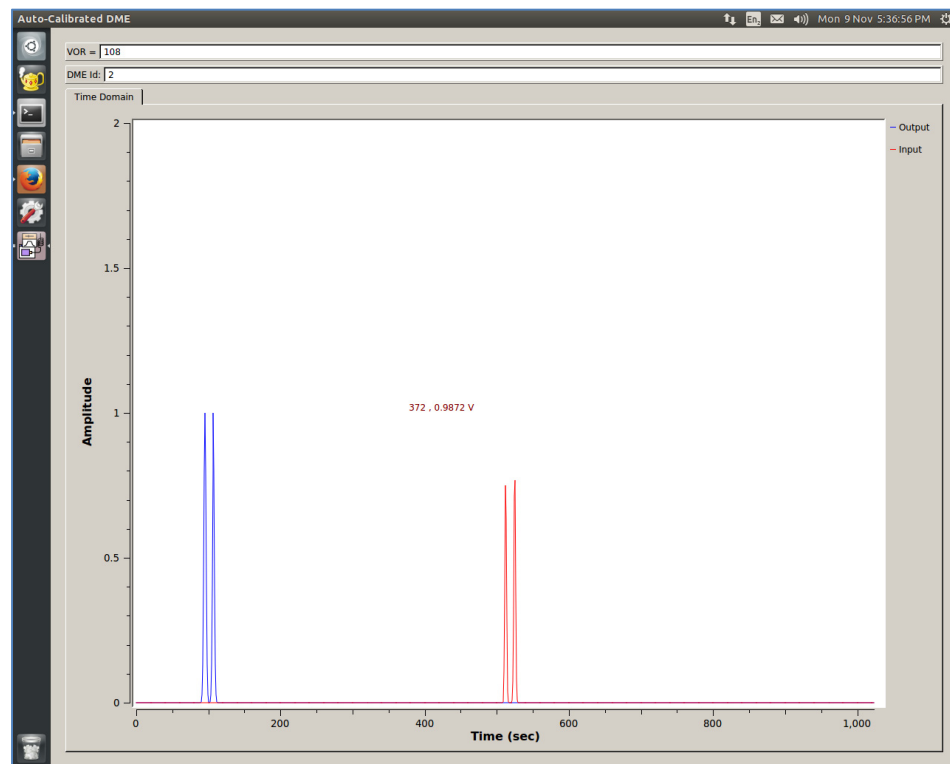 Auto-Calibrated DME
En2 Mon 9 Nov 5:36:56 PM
VOR = 108
DME Id: 2
Time Domain
Output
Input
2
1.5
1
0.5
0
Amplitude
372 , 0.9872 V
0 200 400 600 800 1,000
Time (sec)